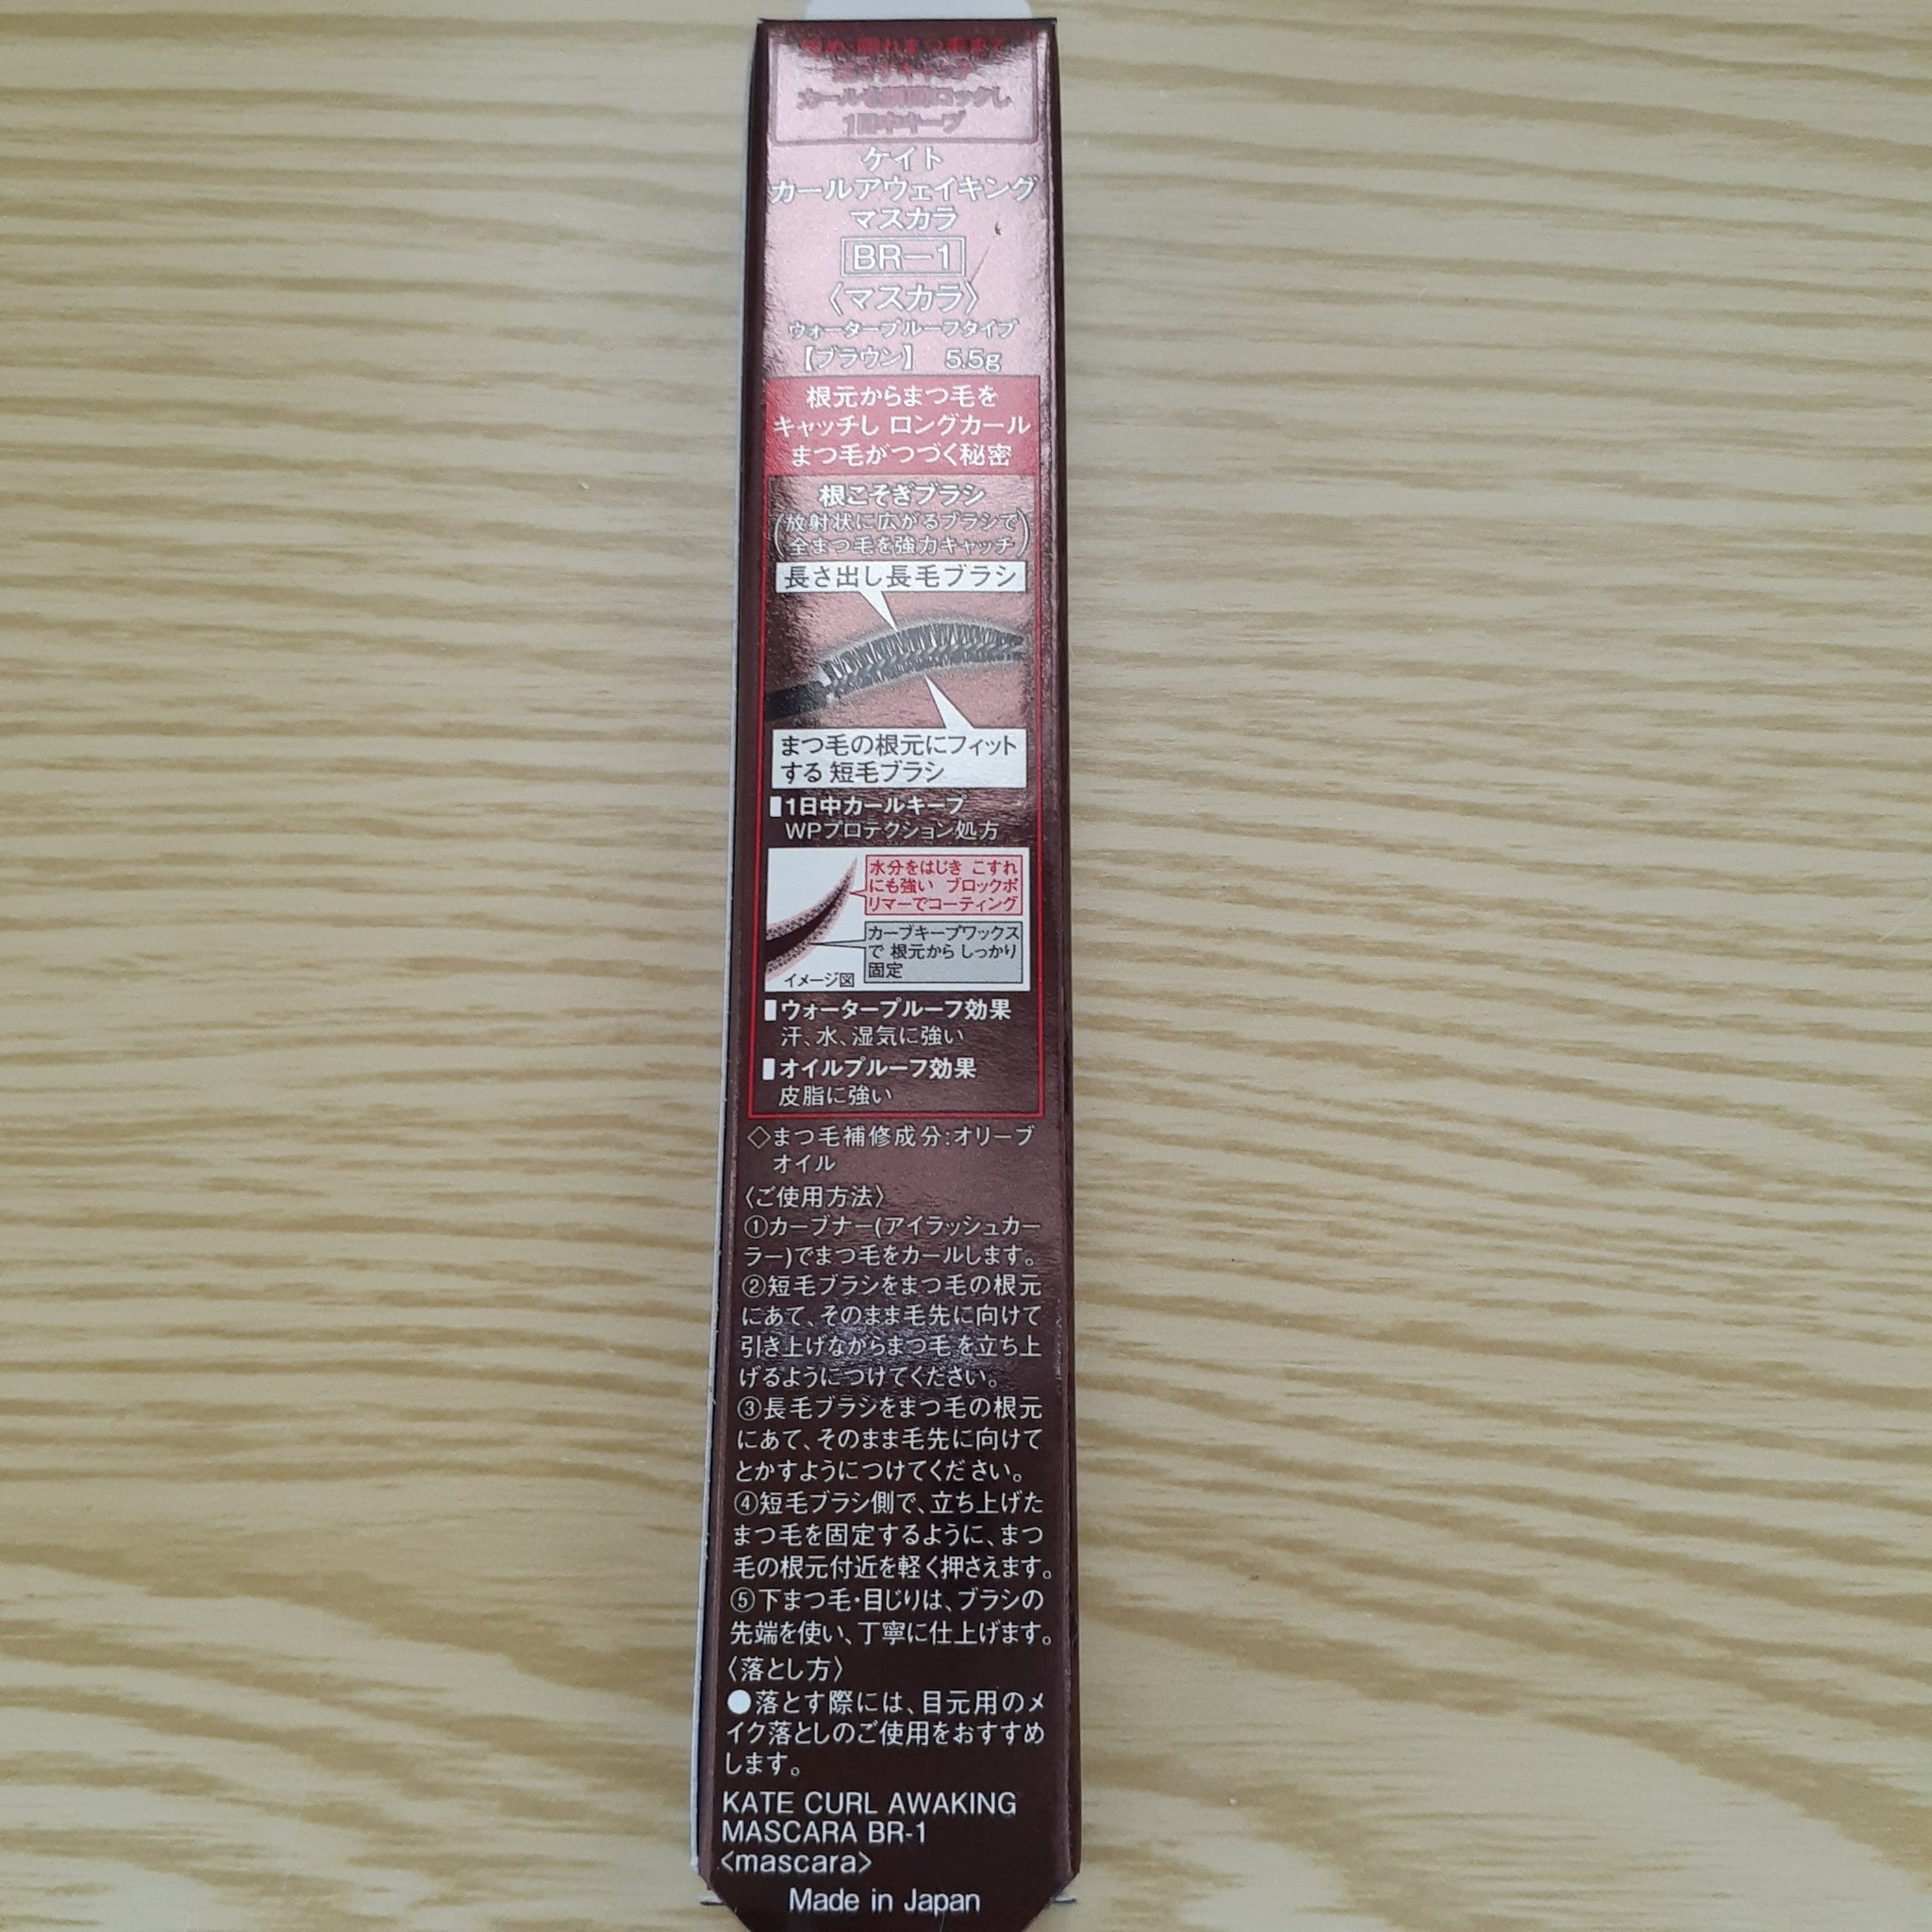 カールを瞬間ロックし
1日中キープ
ケイト
カールアウェイキング
マスカラ
BR-1
〈マスカラ〉
ウォータープルーフタイプ
【ブラウン】 5.5g
根元からまつ毛を
キャッチし ロングカール
まつ毛がつづく秘密
根こそぎブラシ
(放射状に広がるブラシで
全まつ毛を強力キャッチ)
長さ出し長毛ブラシ
まつ毛の根元にフィット
する 短毛ブラシ
▮1日中カールキープ
WPプロテクション処方
水分をはじき こすれ
にも強い ブロックポ
リマーでコーティング
カーブキープワックス
で 根元から しっかり
固定
イメージ図
▮ウォータープルーフ効果
汗、水、湿気に強い
▮オイルプルーフ効果
皮脂に強い
◇まつ毛補修成分:オリーブ
オイル
〈ご使用方法〉
①カーブナー(アイラッシュカー
ラー)でまつ毛をカールします。
②短毛ブラシをまつ毛の根元
にあて、そのまま毛先に向けて
引き上げながらまつ毛を立ち上
げるようにつけてください。
③長毛ブラシをまつ毛の根元
にあて、そのまま毛先に向けて
とかすようにつけてください。
④短毛ブラシ側で、立ち上げた
まつ毛を固定するように、まつ
毛の根元付近を軽く押さえます。
⑤下まつ毛・目じりは、ブラシの
先端を使い、丁寧に仕上げます。
〈落とし方〉
●落とす際には、目元用のメ
イク落としのご使用をおすすめ
します。
KATE CURL AWAKING
MASCARA BR-1
<mascara>
Made in Japan